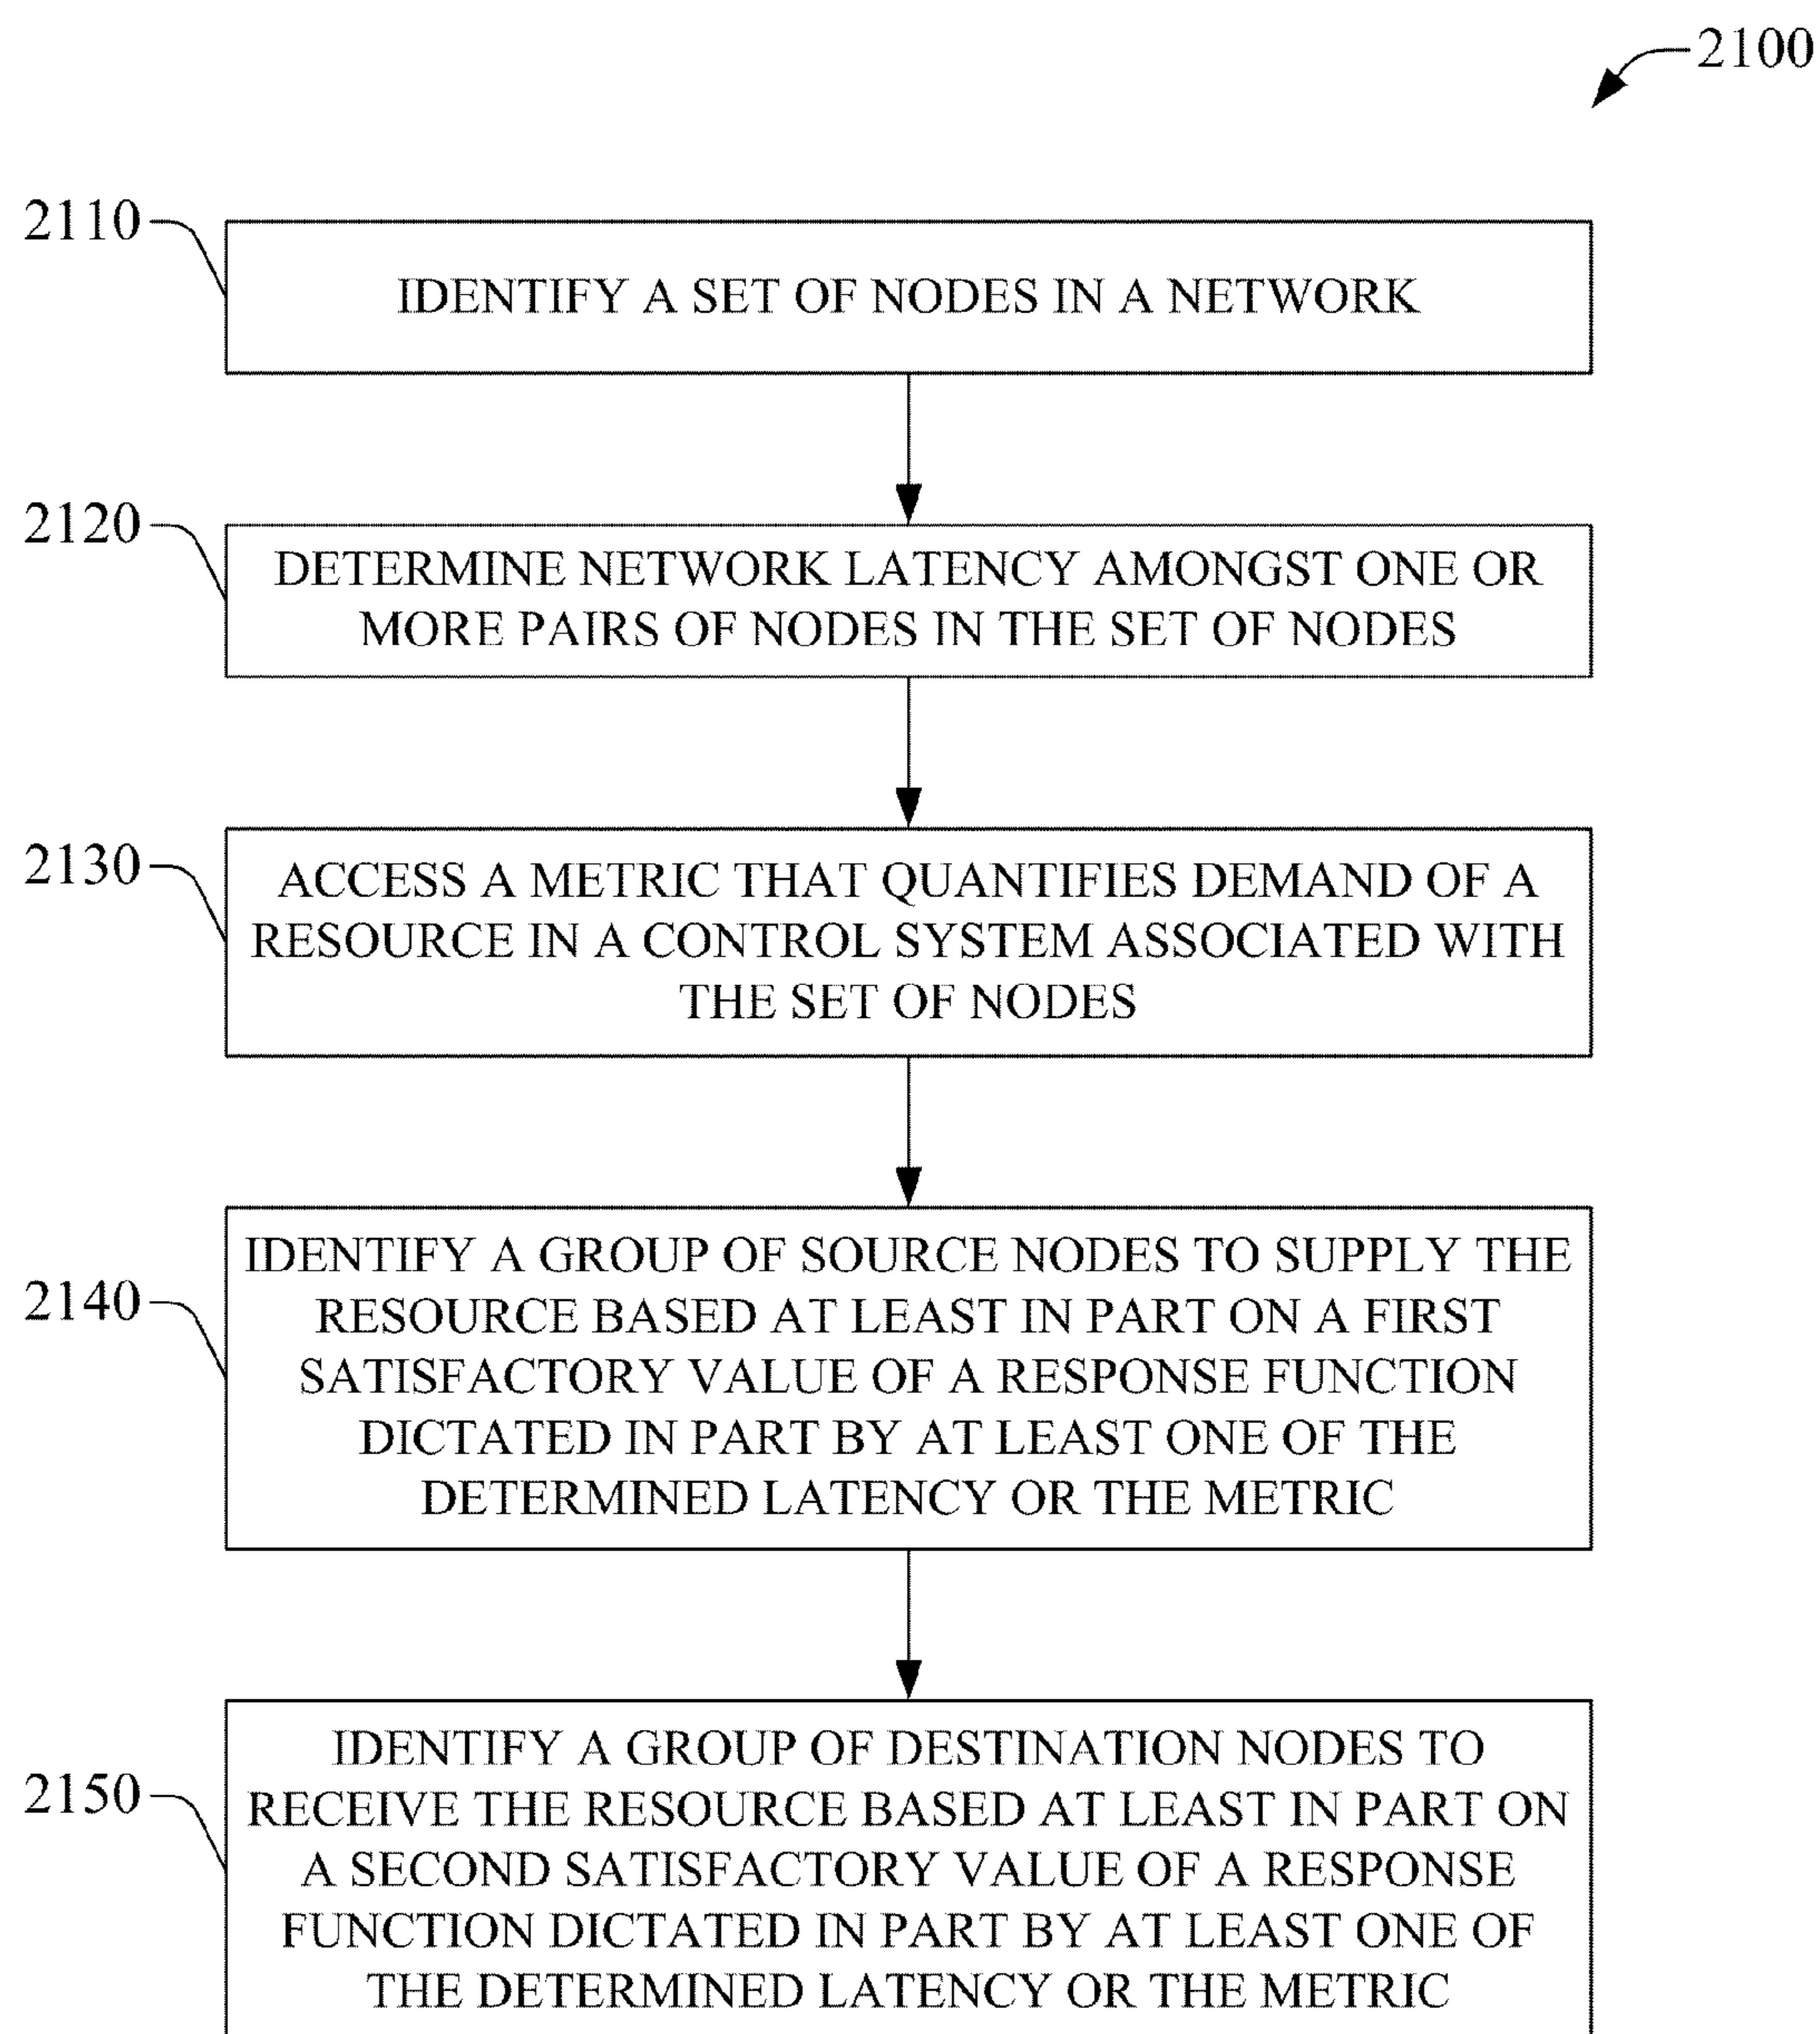 2100
2110
IDENTIFY A SET OF NODES IN A NETWORK
2120
DETERMINE NETWORK LATENCY AMONGST ONE OR
MORE PAIRS OF NODES IN THE SET OF NODES
2130
ACCESS A METRIC THAT QUANTIFIES DEMAND OF A
RESOURCE IN A CONTROL SYSTEM ASSOCIATED WITH
THE SET OF NODES
2140
IDENTIFY A GROUP OF SOURCE NODES TO SUPPLY THE
RESOURCE BASED AT LEAST IN PART ON A FIRST
SATISFACTORY VALUE OF A RESPONSE FUNCTION
DICTATED IN PART BY AT LEAST ONE OF THE
DETERMINED LATENCY OR THE METRIC
2150
IDENTIFY A GROUP OF DESTINATION NODES TO
RECEIVE THE RESOURCE BASED AT LEAST IN PART ON
A SECOND SATISFACTORY VALUE OF A RESPONSE
FUNCTION DICTATED IN PART BY AT LEAST ONE OF
THE DETERMINED LATENCY OR THE METRIC